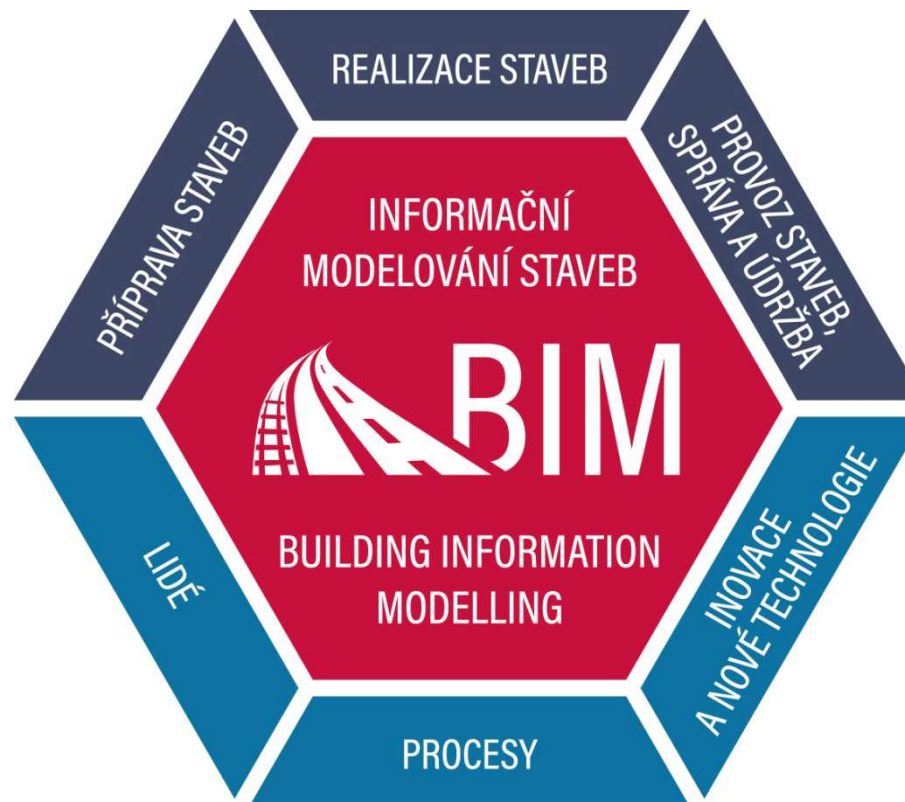 REALIZACE STAVEB
PŘÍPRAVA STAVEB
PROVOZ STAVEB,
SPRÁVA A ÚDRŽBA
INFORMAČNÍ
MODELOVÁNÍ STAVEB
BIM
BUILDING INFORMATION
MODELLING
LIDÉ
INOVACE
A NOVÉ TECHNOLOGIE
PROCESY